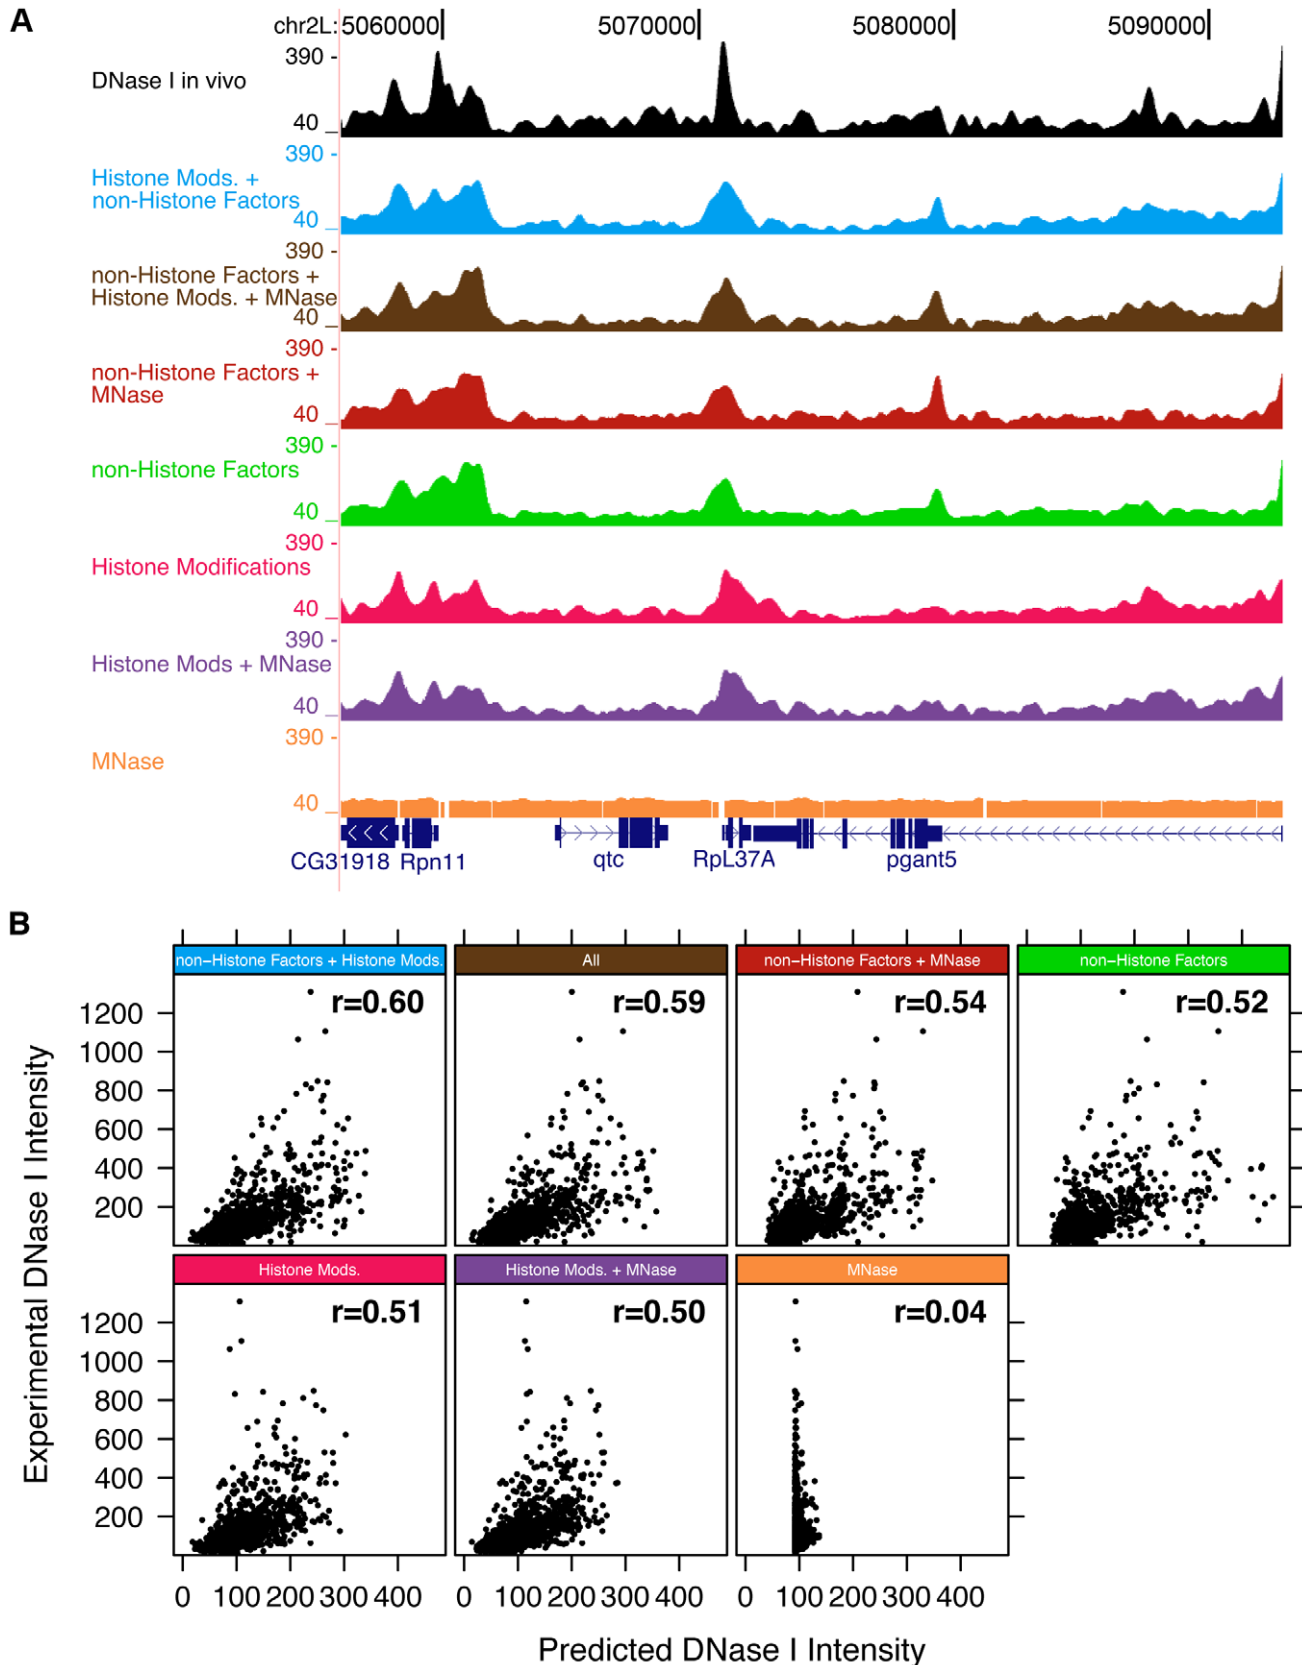 A
chr2L: 5060000 5070000 5080000 5090000
390 -
DNase I in vivo
40 _
390 -
Histone Mods. +
non-Histone Factors
40 _
390 -
non-Histone Factors +
Histone Mods. + MNase
40 _
390 -
non-Histone Factors +
MNase
40 _
390 -
non-Histone Factors
40 _
390 -
Histone Modifications
40 _
390 -
Histone Mods + MNase
40 _
390 -
MNase
40 _
CG31918 Rpn11 qtc RpL37A pgant5
B
non-Histone Factors + Histone Mods. All non-Histone Factors + MNase non-Histone Factors
r=0.60 r=0.59 r=0.54 r=0.52
1200
1000
800
600
400
200
Histone Mods. Histone Mods. + MNase MNase
r=0.51 r=0.50 r=0.04
1200
1000
800
600
400
200
0 100 200 300 400 0 100 200 300 400 0 100 200 300 400
Experimental DNase I Intensity
Predicted DNase I Intensity